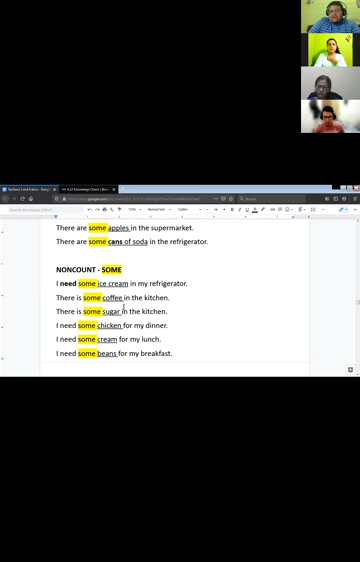 There are some apples in the supermarket.
There are some cans of soda in the refrigerator.
NONCOUNT - SOME
I need some ice cream in my refrigerator.
There is some coffee in the kitchen.
There is some sugar in the kitchen.
I need some chicken for my dinner.
I need some cream for my lunch.
I need some beans for my breakfast.